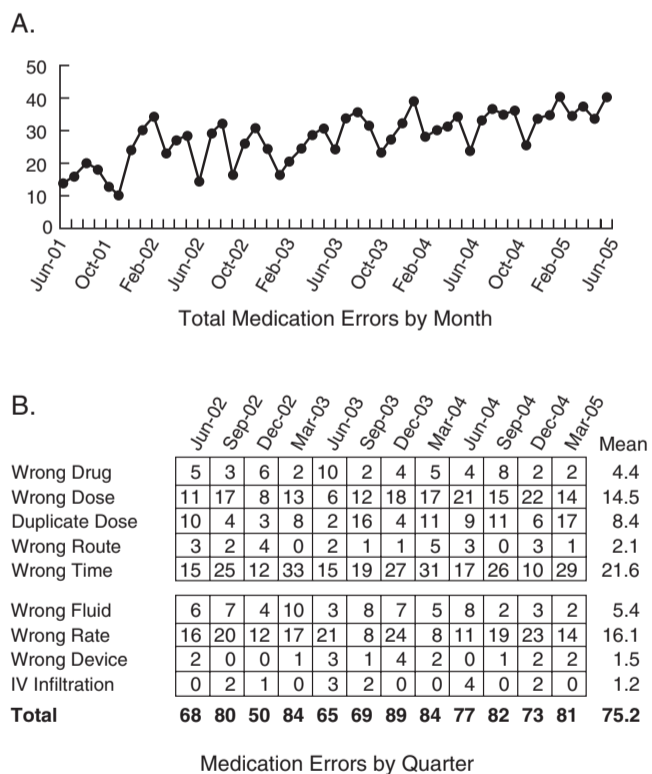 A.
50
40
30
20
10
0
Jun-01 Oct-01 Feb-02 Jun-02 Oct-02 Feb-03 Jun-03 Oct-03 Feb-04 Jun-04 Oct-04 Feb-05 Jun-05
Total Medication Errors by Month
B.
Jun-02 Sep-02 Dec-02 Mar-03 Jun-03 Sep-03 Dec-03 Mar-04 Jun-04 Sep-04 Dec-04 Mar-05 Mean
Wrong Drug 5 3 6 2 10 2 4 5 4 8 2 2 4.4
Wrong Dose 11 17 8 13 6 12 18 17 21 15 22 14 14.5
Duplicate Dose 10 4 3 8 2 16 4 11 9 11 6 17 8.4
Wrong Route 3 2 4 0 2 1 1 5 3 0 3 1 2.1
Wrong Time 15 25 12 33 15 19 27 31 17 26 10 29 21.6
Wrong Fluid 6 7 4 10 3 8 7 5 8 2 3 2 5.4
Wrong Rate 16 20 12 17 21 8 24 8 11 19 23 14 16.1
Wrong Device 2 0 0 1 3 1 4 2 0 1 2 2 1.5
IV Infiltration 0 2 1 0 3 2 0 0 4 0 2 0 1.2
Total 68 80 50 84 65 69 89 84 77 82 73 81 75.2
Medication Errors by Quarter